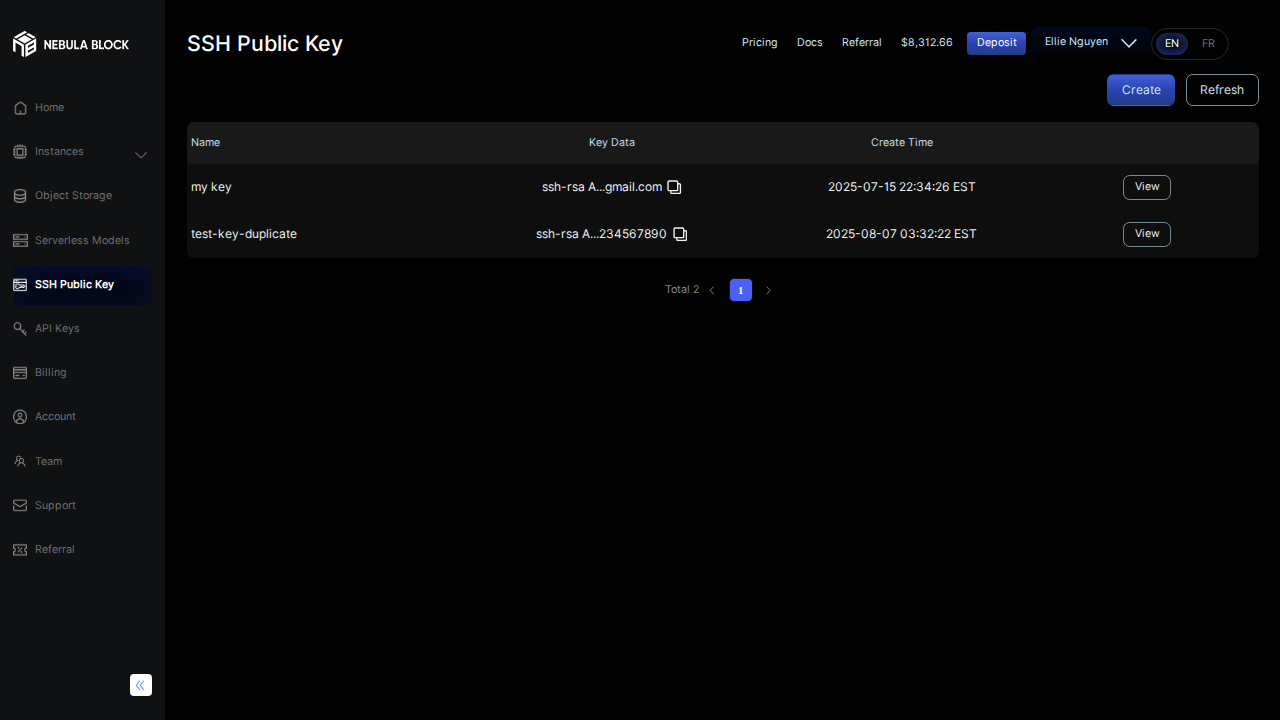 NEBULA BLOCK
Home
Instances
Object Storage
Serverless Models
SSH Public Key
API Keys
Billing
Account
Team
Support
Referral
SSH Public Key
Pricing Docs Referral $8,312.66 Deposit Ellie Nguyen EN FR
Create Refresh
Name Key Data Create Time
my key ssh-rsa A...gmail.com 2025-07-15 22:34:26 EST View
test-key-duplicate ssh-rsa A...234567890 2025-08-07 03:32:22 EST View
Total 2 1